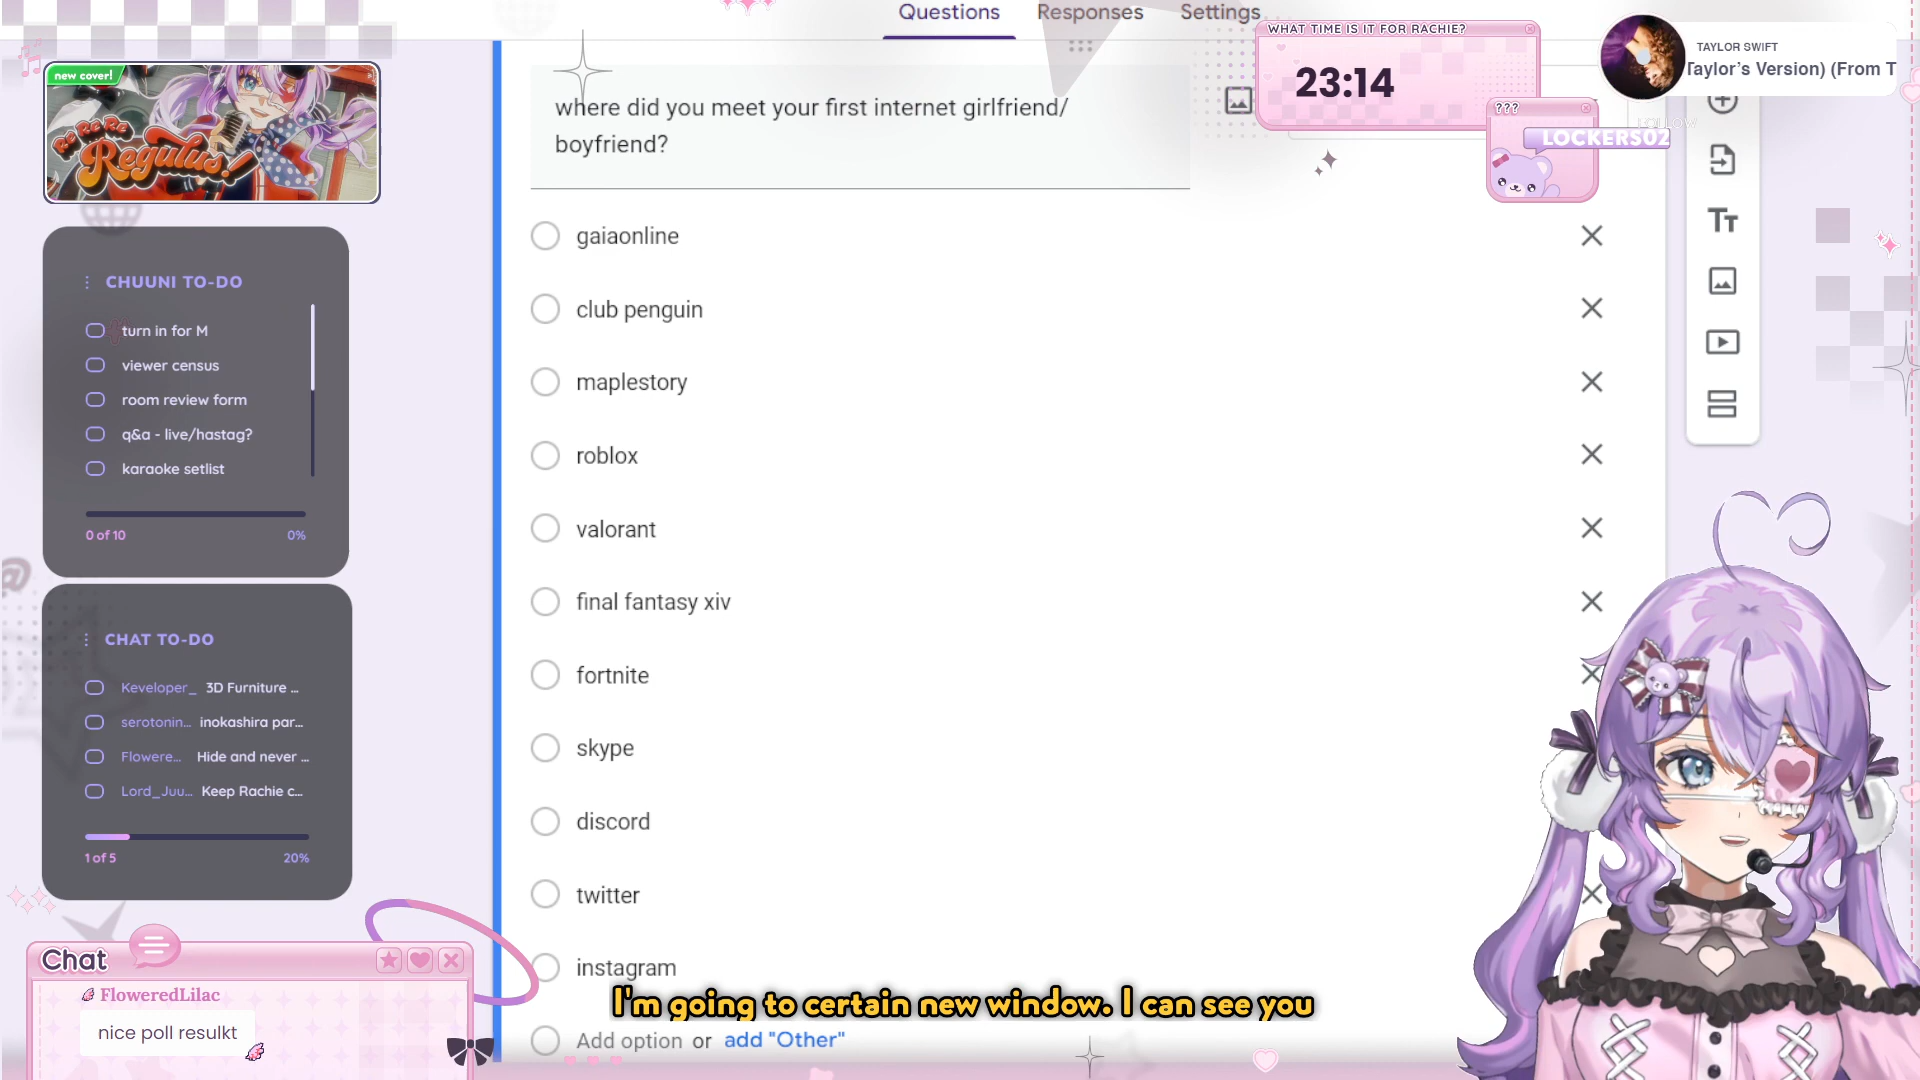 Questions Responses Settings
WHAT TIME IS IT FOR RACHIE?
23:14
TAYLOR SWIFT
Taylor's Version) (From T
???
FOLLOW
LOCKERS02
new cover!
Re Re Re
Regulus!
where did you meet your first internet girlfriend/
boyfriend?
gaiaonline
club penguin
maplestory
roblox
valorant
final fantasy xiv
fortnite
skype
discord
twitter
instagram
Add option or add "Other"
CHUUNI TO-DO
turn in for M
viewer census
room review form
q&a - live/hastag?
karaoke setlist
0 of 10 0%
CHAT TO-DO
Keveloper_ 3D Furniture ...
serotonin... inokashira par...
Flowere... Hide and never ...
Lord_Juu... Keep Rachie c...
1 of 5 20%
Chat
FloweredLilac
nice poll resulkt
I'm going to certain new window. I can see you
Tт